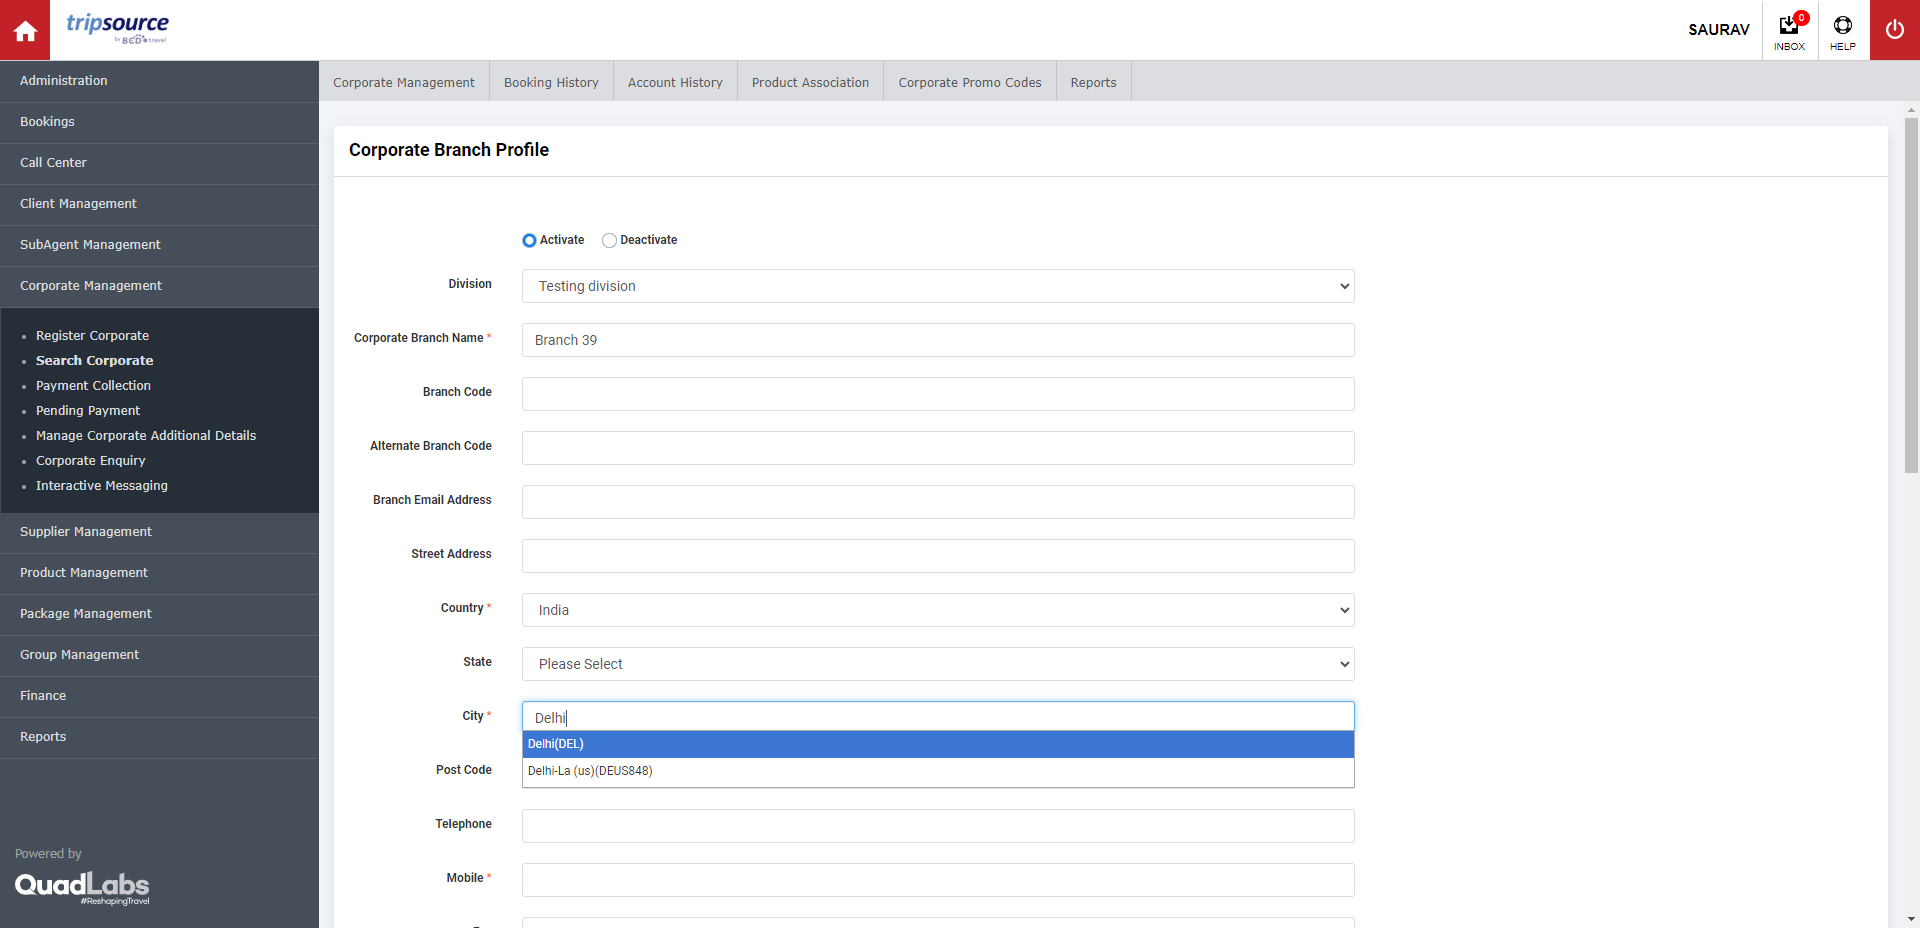 tripsource
by BCD travel
SAURAV
0
INBOX
HELP
Administration
Bookings
Call Center
Client Management
SubAgent Management
Corporate Management
Register Corporate
Search Corporate
Payment Collection
Pending Payment
Manage Corporate Additional Details
Corporate Enquiry
Interactive Messaging
Supplier Management
Product Management
Package Management
Group Management
Finance
Reports
Powered by
QuadLabs
#ReshapingTravel
Corporate Management
Booking History
Account History
Product Association
Corporate Promo Codes
Reports
Corporate Branch Profile
Activate
Deactivate
Division
Testing division
Corporate Branch Name *
Branch 39
Branch Code
Alternate Branch Code
Branch Email Address
Street Address
Country *
India
State
Please Select
City *
Delhi
Delhi(DEL)
Delhi-La (us)(DEUS848)
Post Code
Telephone
Mobile *